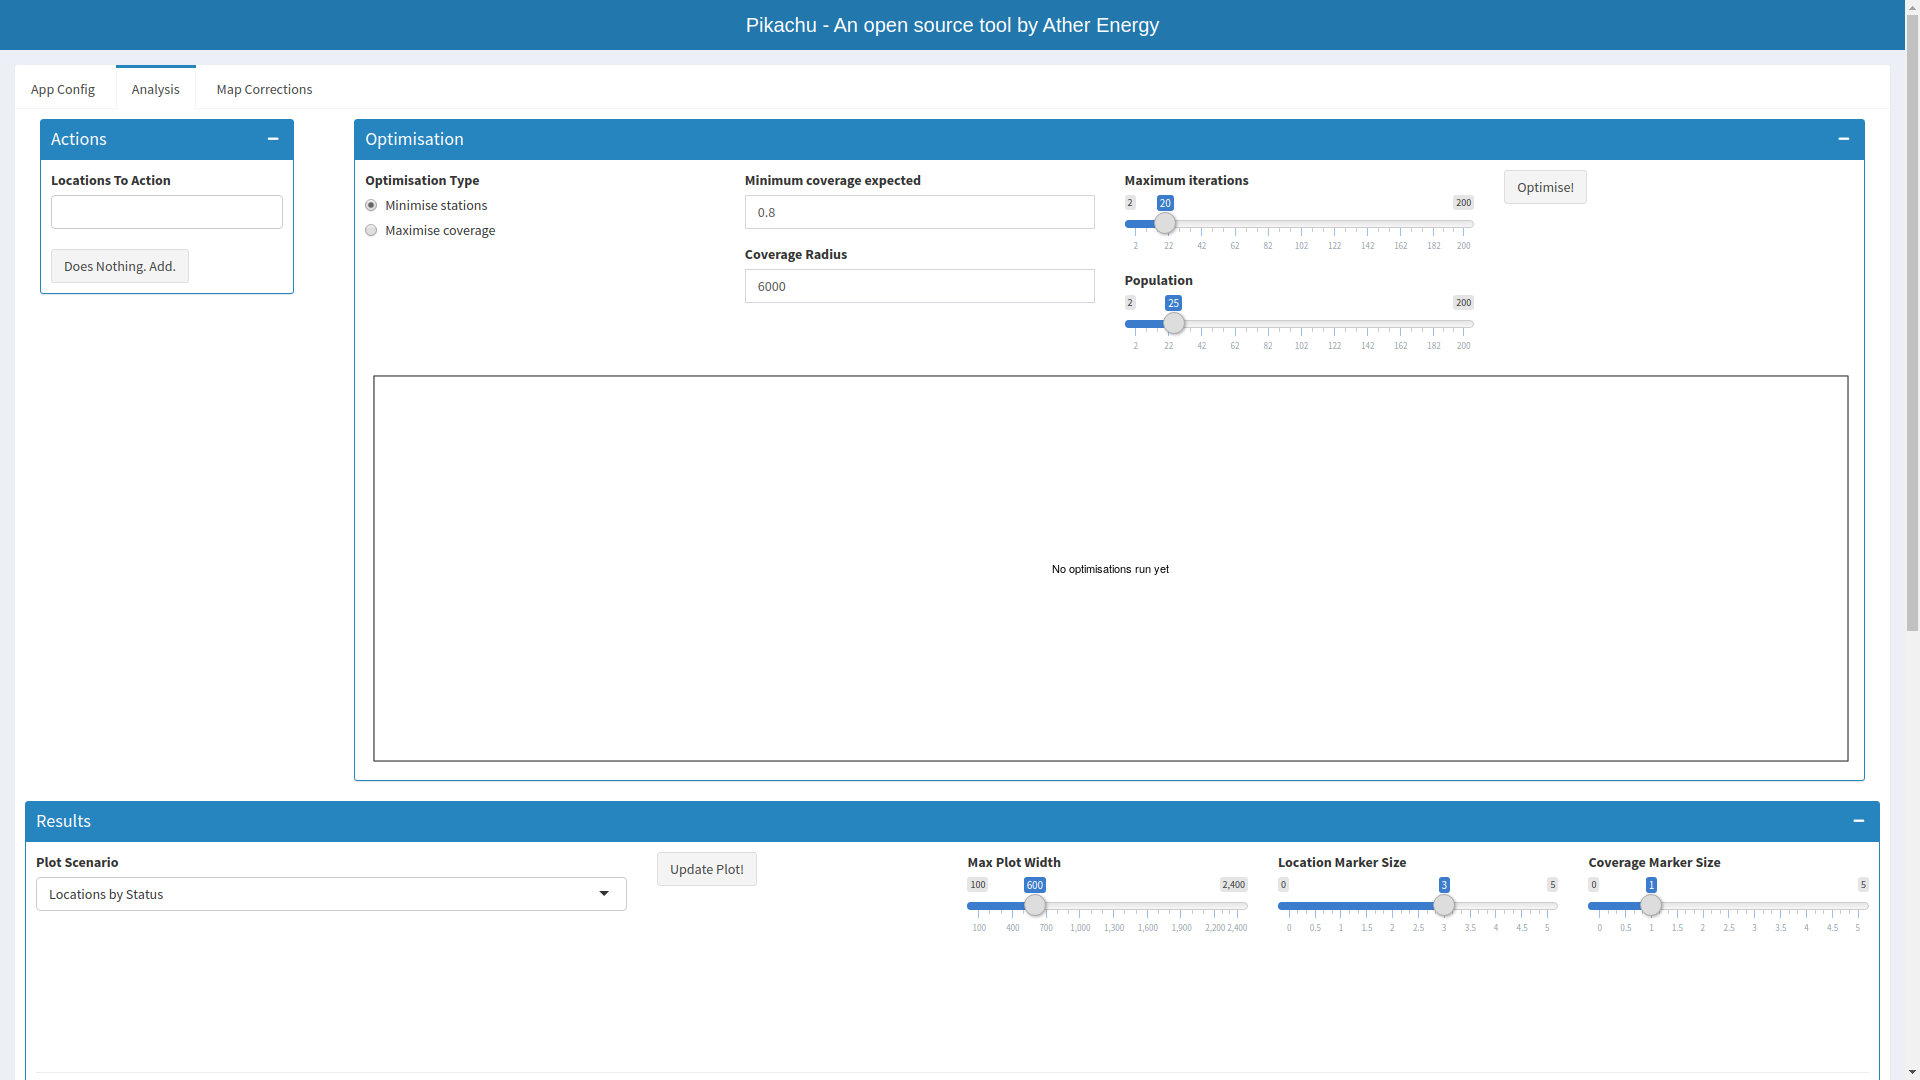 Pikachu - An open source tool by Ather Energy
App Config
Analysis
Map Corrections
Actions
Locations To Action
Does Nothing. Add.
Optimisation
Optimisation Type
Minimise stations
Maximise coverage
Minimum coverage expected
0.8
Coverage Radius
6000
Maximum iterations
2 20 200
2 22 42 62 82 102 122 142 162 182 200
Population
2 25 200
2 22 42 62 82 102 122 142 162 182 200
Optimise!
No optimisations run yet
Results
Plot Scenario
Locations by Status
Update Plot!
Max Plot Width
100 600 2,400
100 400 700 1,000 1,300 1,600 1,900 2,200 2,400
Location Marker Size
0 3 5
0 0.5 1 1.5 2 2.5 3 3.5 4 4.5 5
Coverage Marker Size
0 1 5
0 0.5 1 1.5 2 2.5 3 3.5 4 4.5 5